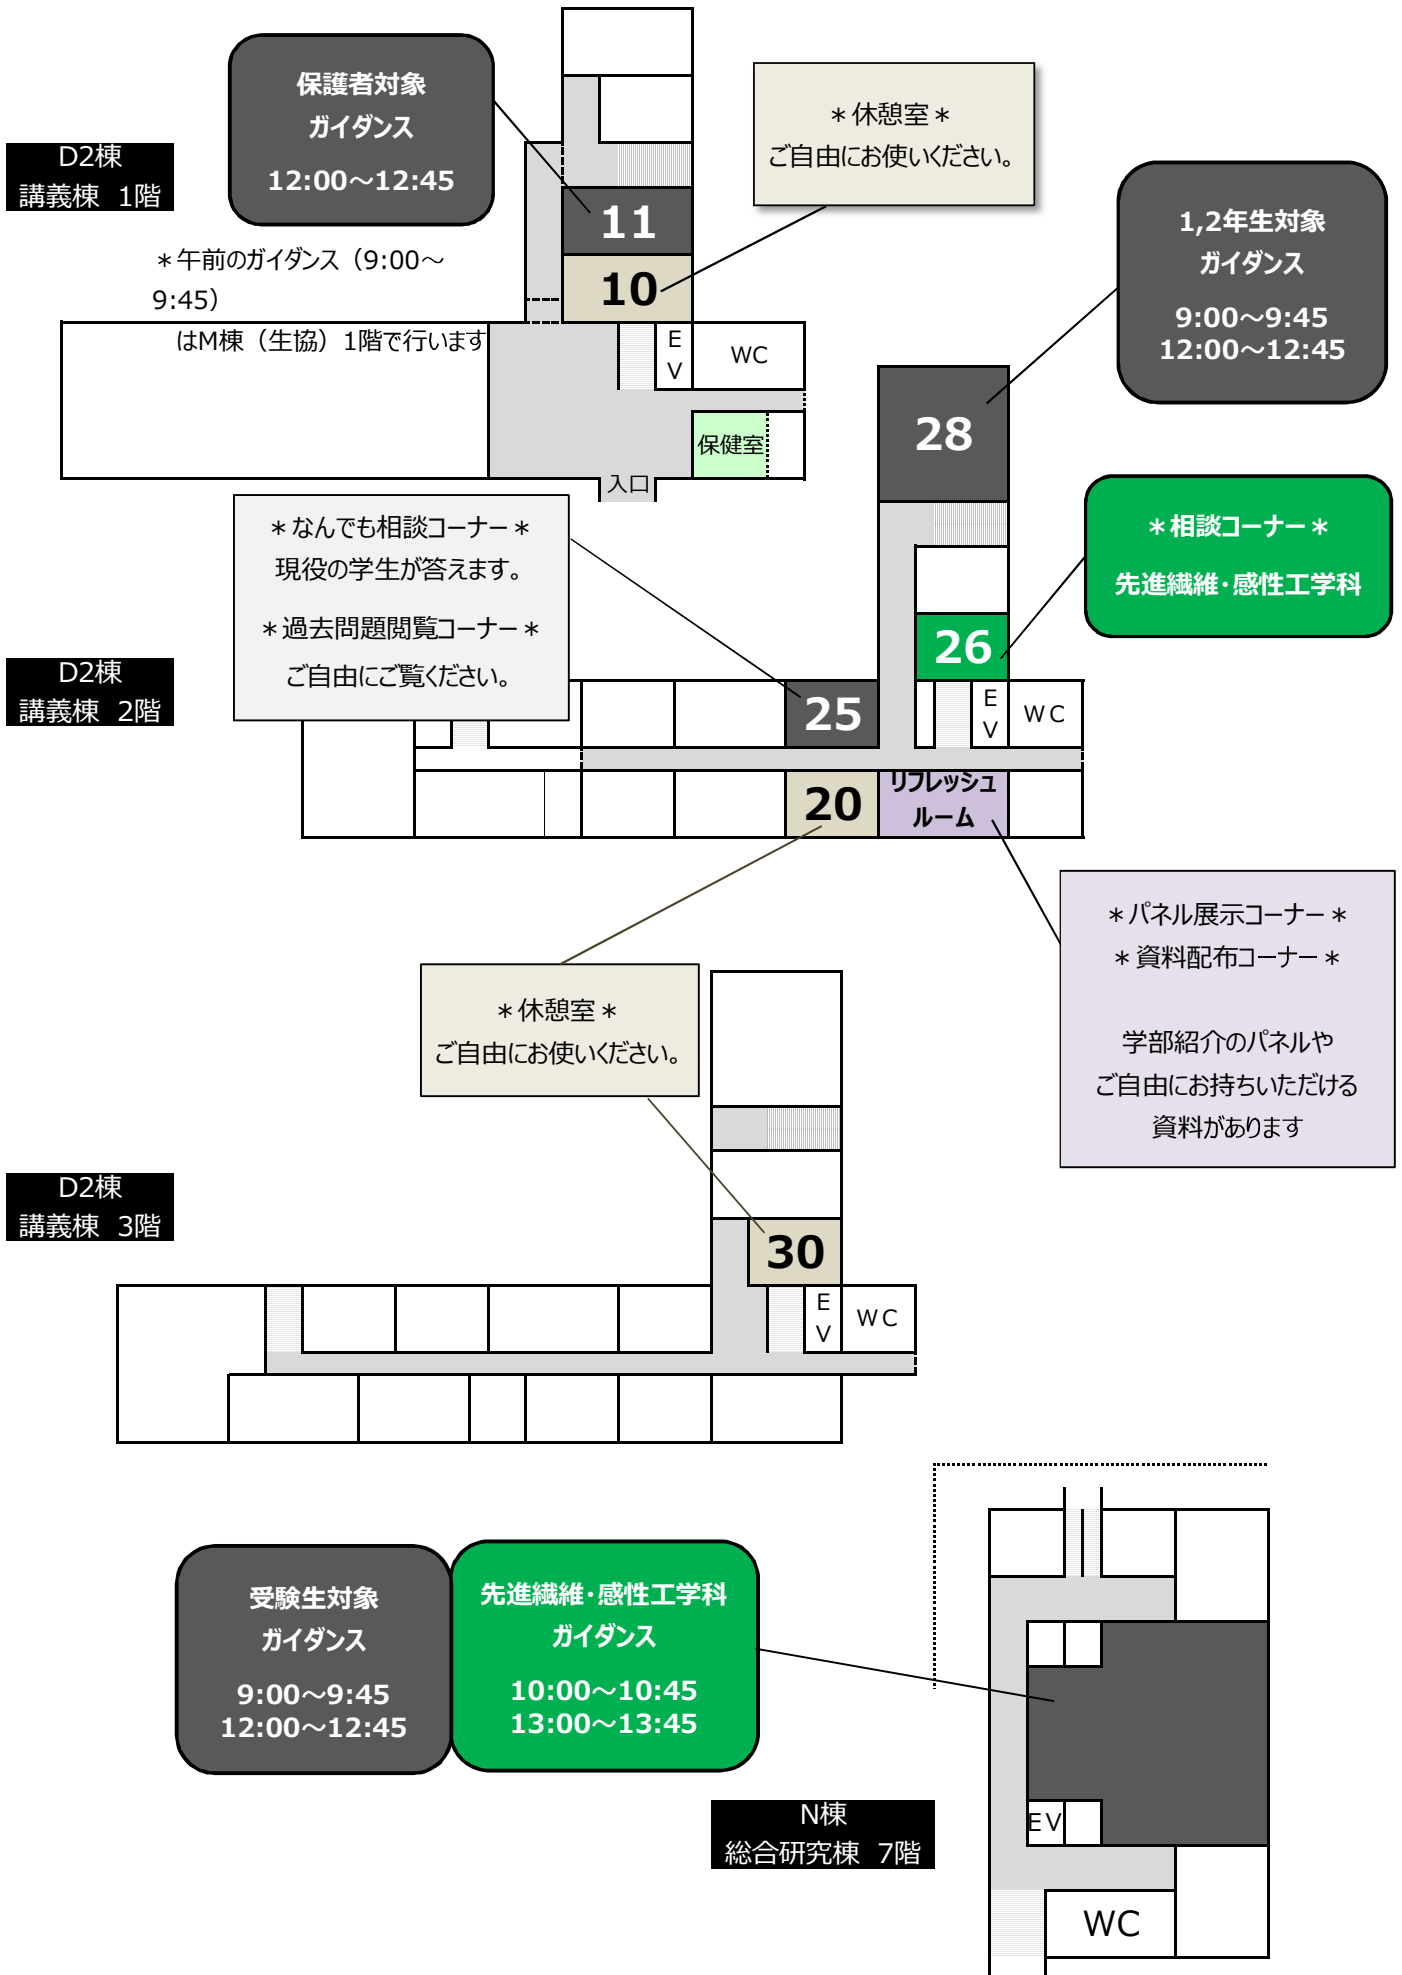 保護者対象
ガイダンス
12:00～12:45
＊休憩室＊
ご自由にお使いください。
D2棟
講義棟 1階
11
10
＊午前のガイダンス（9:00～
9:45）
はM棟（生協）1階で行います
E
V
WC
保健室
入口
1,2年生対象
ガイダンス
9:00～9:45
12:00～12:45
28
＊なんでも相談コーナー＊
現役の学生が答えます。
＊過去問題閲覧コーナー＊
ご自由にご覧ください。
＊相談コーナー＊
先進繊維・感性工学科
26
D2棟
講義棟 2階
25
E
V
WC
20
リフレッシュ
ルーム
＊パネル展示コーナー＊
＊資料配布コーナー＊
学部紹介のパネルや
ご自由にお持ちいただける
資料があります
＊休憩室＊
ご自由にお使いください。
D2棟
講義棟 3階
30
E
V
WC
受験生対象
ガイダンス
9:00～9:45
12:00～12:45
先進繊維・感性工学科
ガイダンス
10:00～10:45
13:00～13:45
N棟
総合研究棟 7階
EV
WC